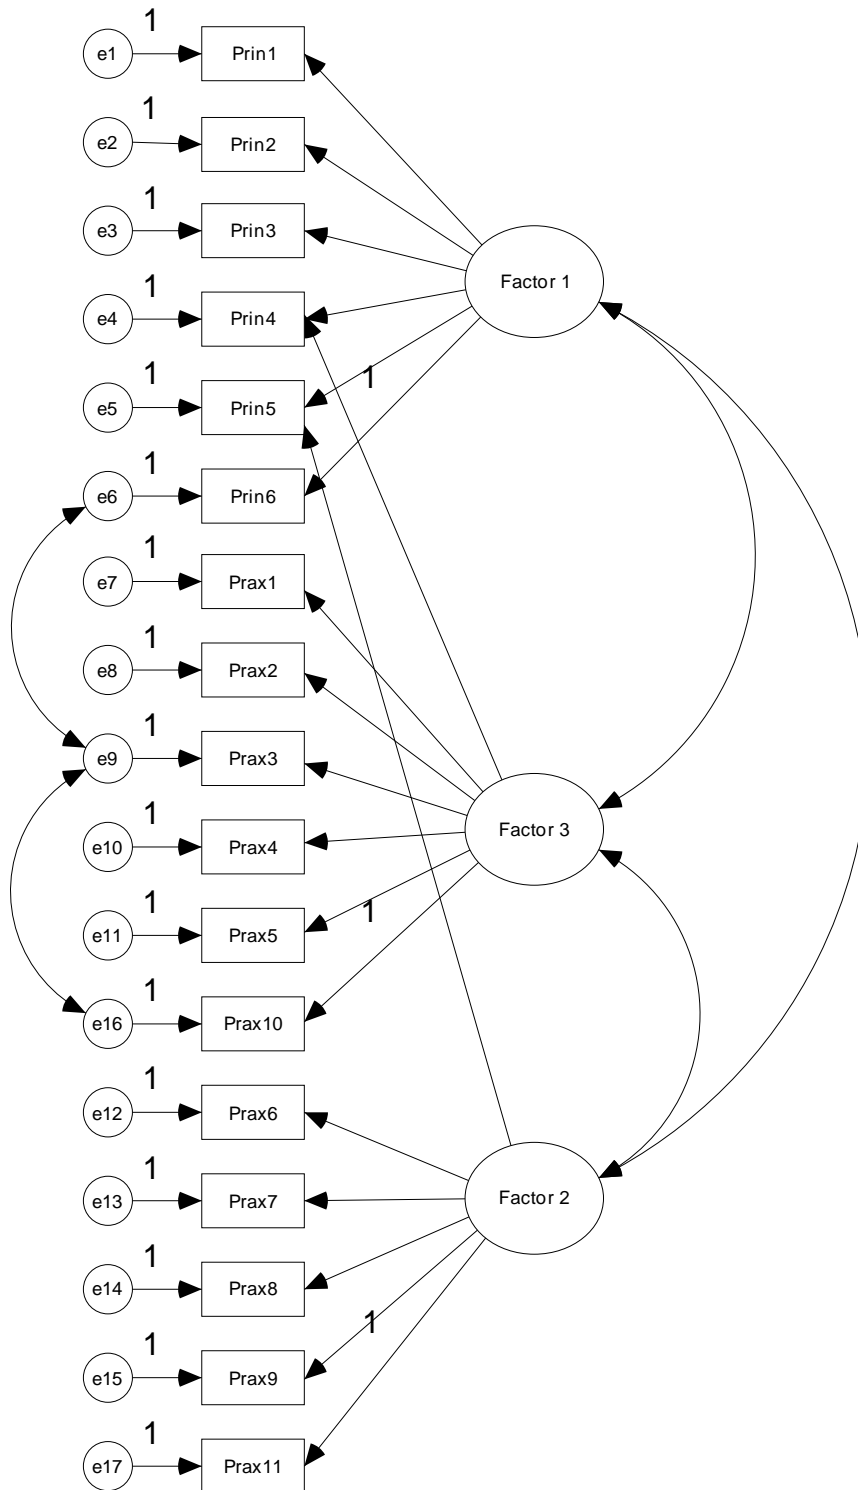 1
e1 Prin1
1
e2 Prin2
1
e3 Prin3
Factor 1
1
e4 Prin4
1
1
e5 Prin5
1
e6 Prin6
1
e7 Prax1
1
e8 Prax2
1
e9 Prax3
1
e10 Prax4
Factor 3
1
1
e11 Prax5
1
e16 Prax10
1
e12 Prax6
1
e13 Prax7
Factor 2
1
e14 Prax8
1
1
e15 Prax9
1
e17 Prax11